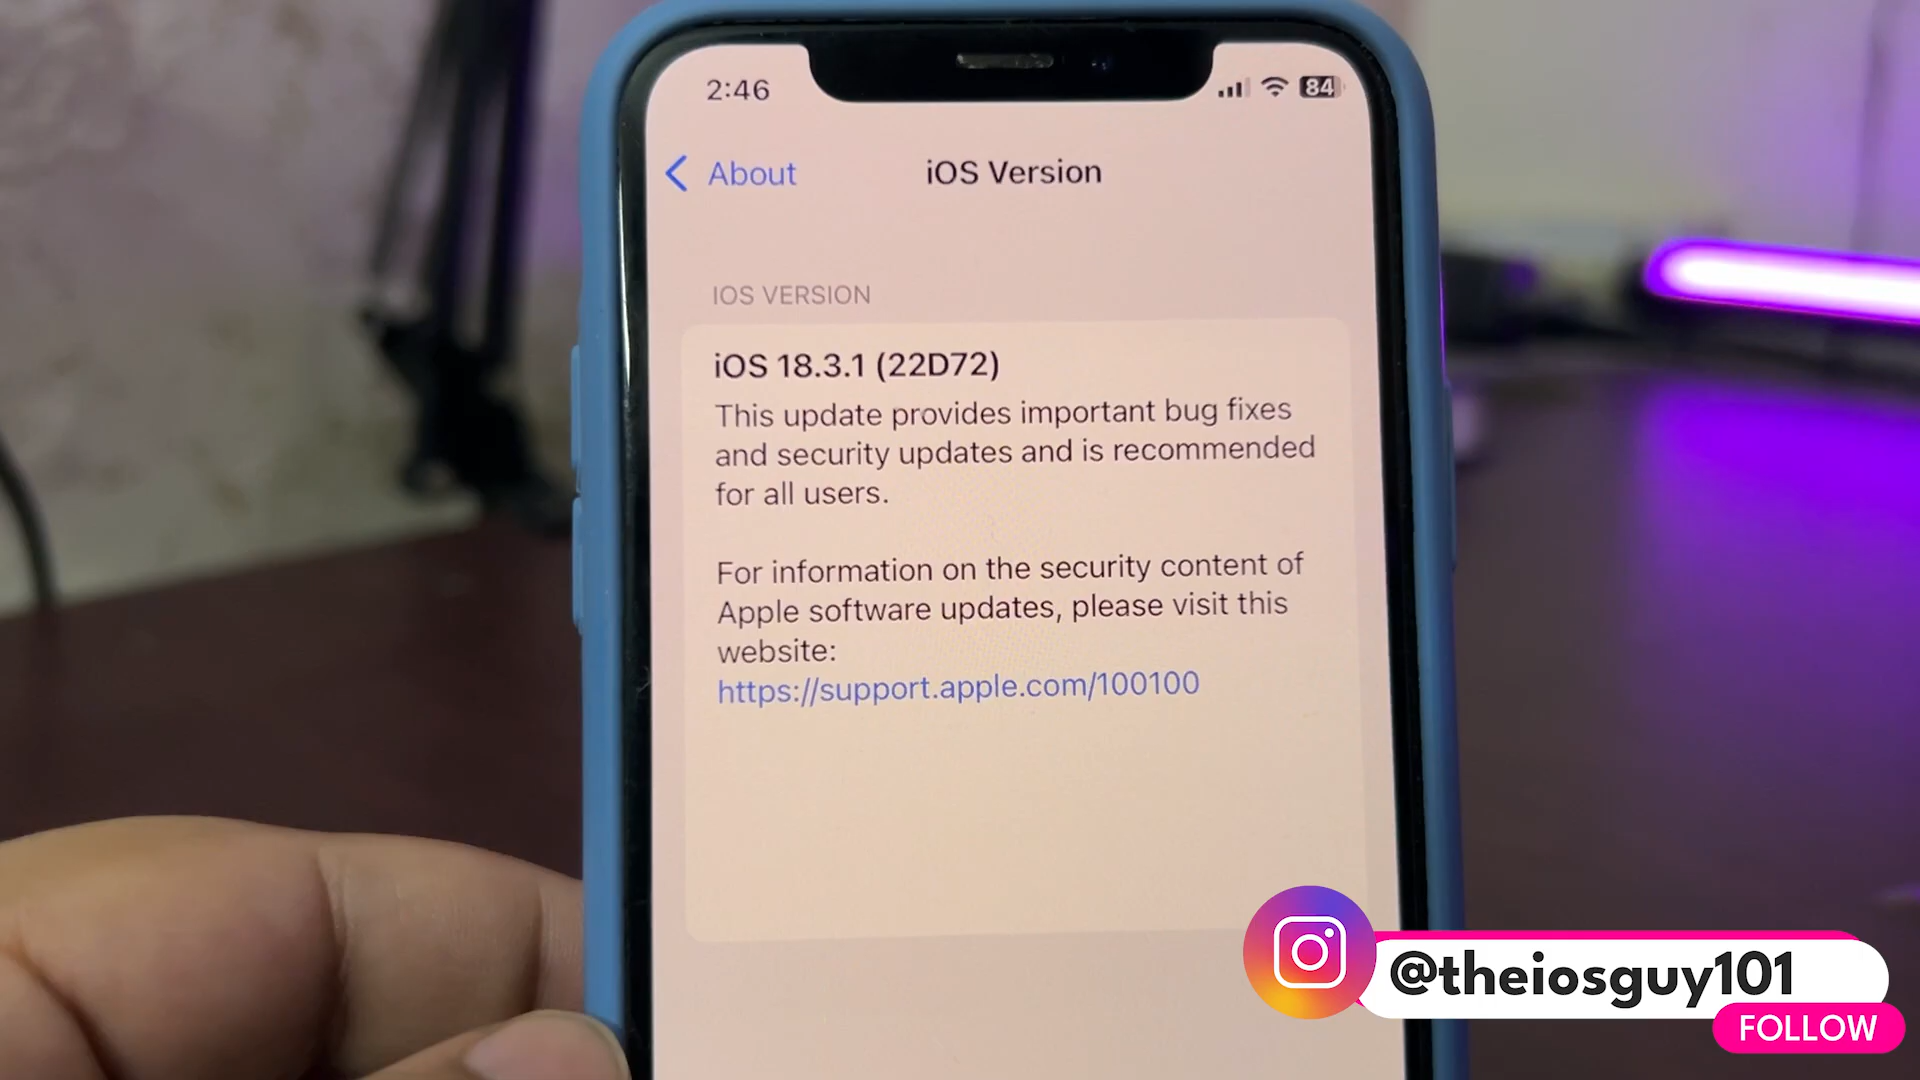 2:46
84
About
iOS Version
IOS VERSION
iOS 18.3.1 (22D72)
This update provides important bug fixes
and security updates and is recommended
for all users.
For information on the security content of
Apple software updates, please visit this
website:
https://support.apple.com/100100
@theiosguy101
FOLLOW